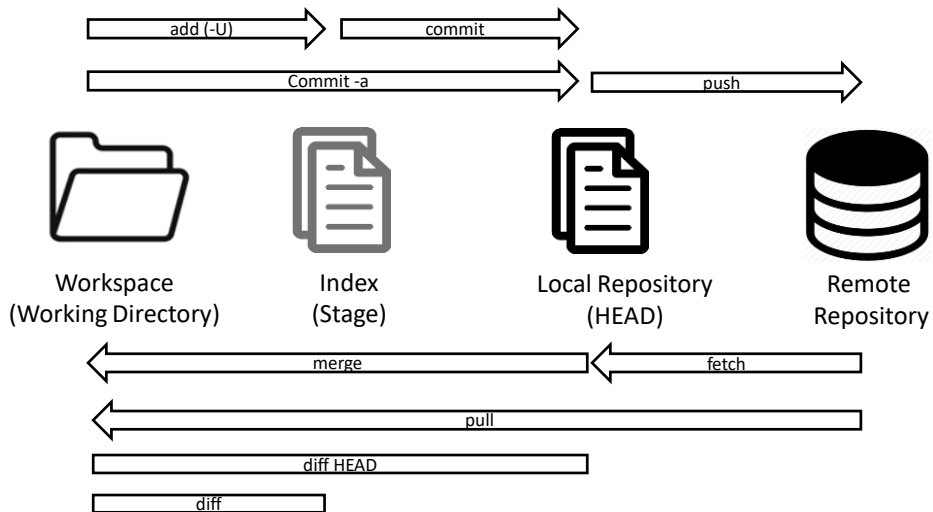 add (-U)
commit
Commit -a
push
Workspace
(Working Directory)
Index
(Stage)
Local Repository
(HEAD)
Remote
Repository
merge
fetch
pull
diff HEAD
diff